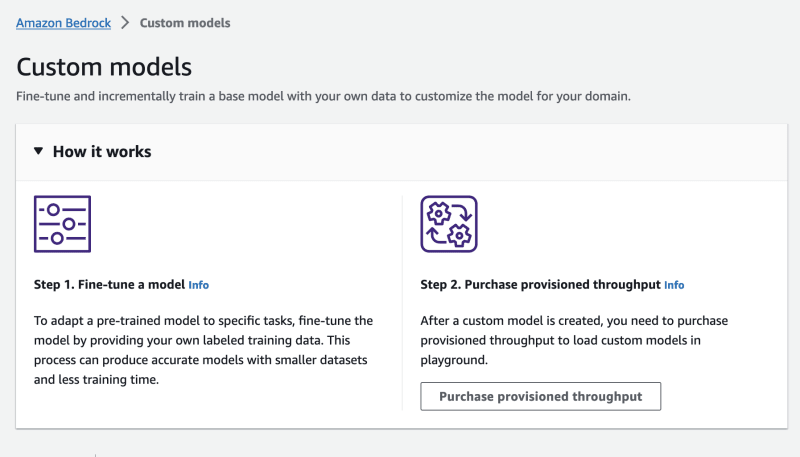 Amazon Bedrock > Custom models
Custom models
Fine-tune and incrementally train a base model with your own data to customize the model for your domain.
▼ How it works
Step 1. Fine-tune a model Info
To adapt a pre-trained model to specific tasks, fine-tune the
model by providing your own labeled training data. This
process can produce accurate models with smaller datasets
and less training time.
Step 2. Purchase provisioned throughput Info
After a custom model is created, you need to purchase
provisioned throughput to load custom models in
playground.
Purchase provisioned throughput